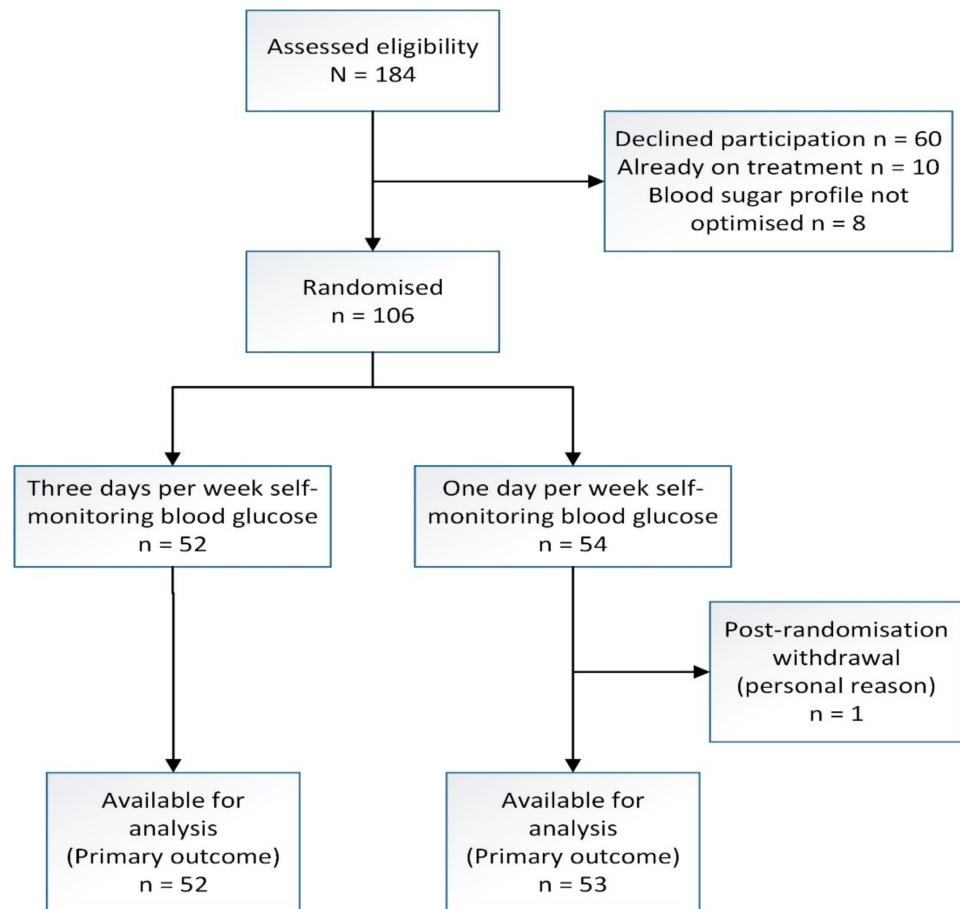 Assessed eligibility
N = 184
Declined participation n = 60
Already on treatment n = 10
Blood sugar profile not
optimised n = 8
Randomised
n = 106
Three days per week self-
monitoring blood glucose
n = 52
One day per week self-
monitoring blood glucose
n = 54
Post-randomisation
withdrawal
(personal reason)
n = 1
Available for
analysis
(Primary outcome)
n = 52
Available for
analysis
(Primary outcome)
n = 53